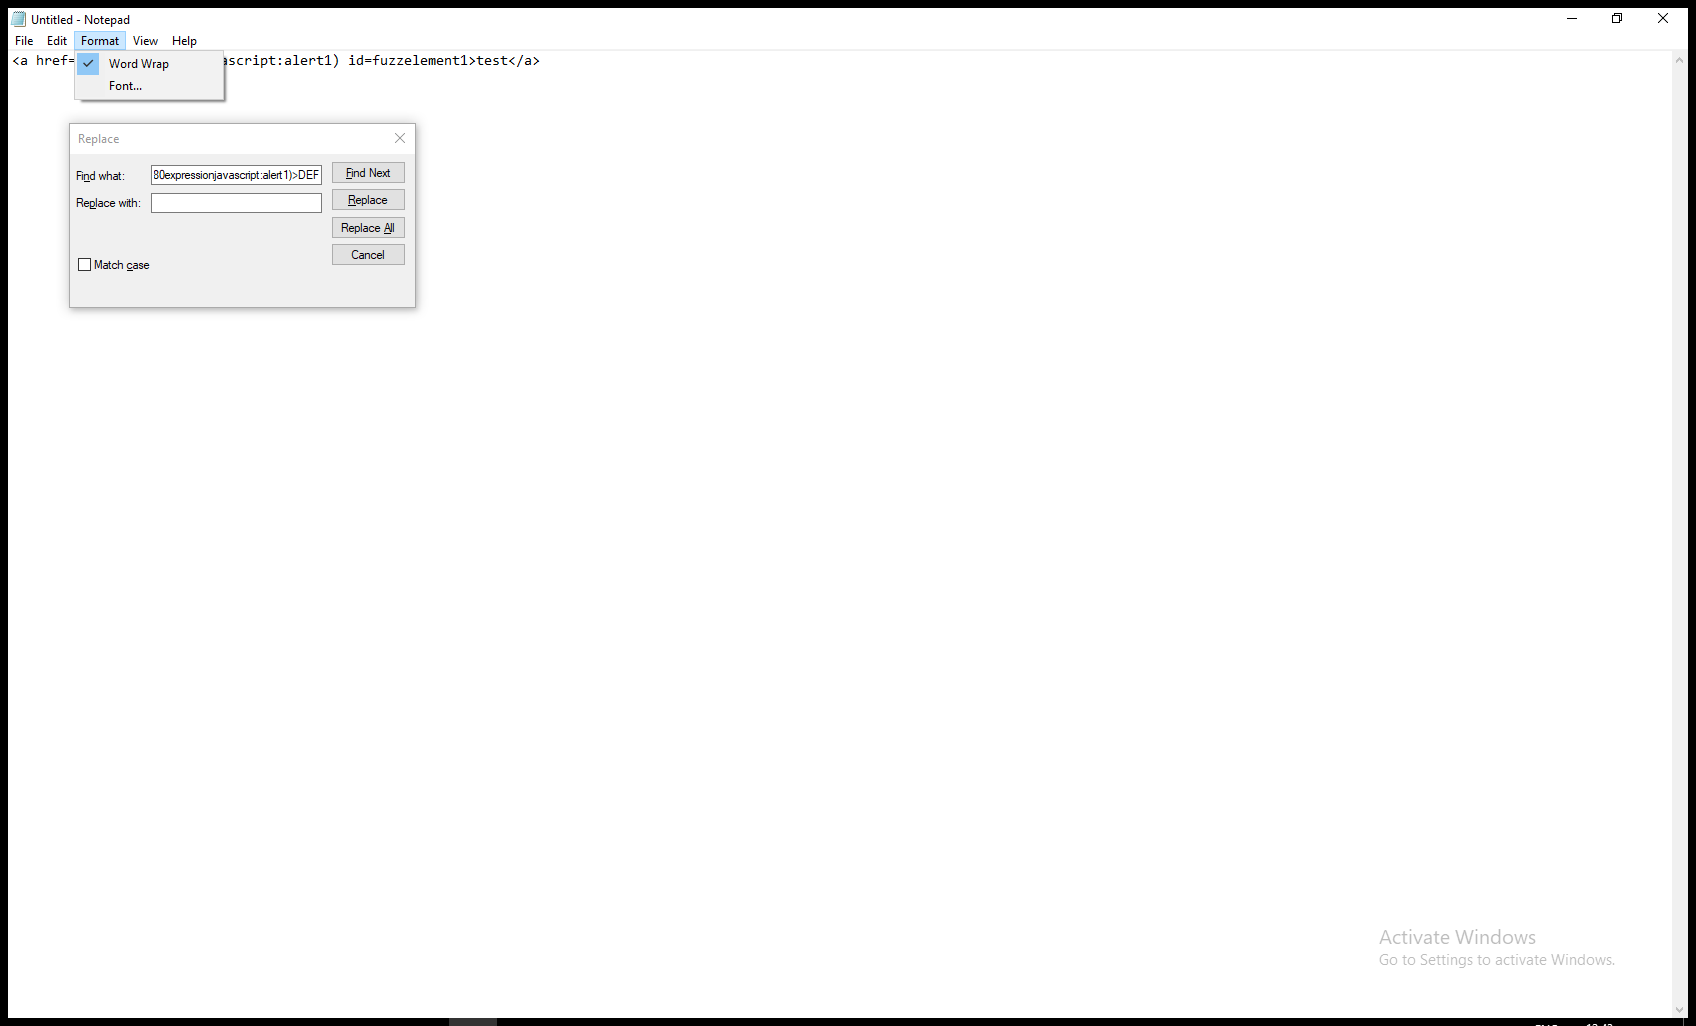 Untitled - Notepad
File Edit Format View Help
<a href= ascript:alert1) id=fuzzelement1>test</a>
Word Wrap
Font...
Replace
Find what: 80expressionjavascript:alert1)>DEF Find Next
Replace with: Replace
Replace All
Cancel
Match case
Activate Windows
Go to Settings to activate Windows.